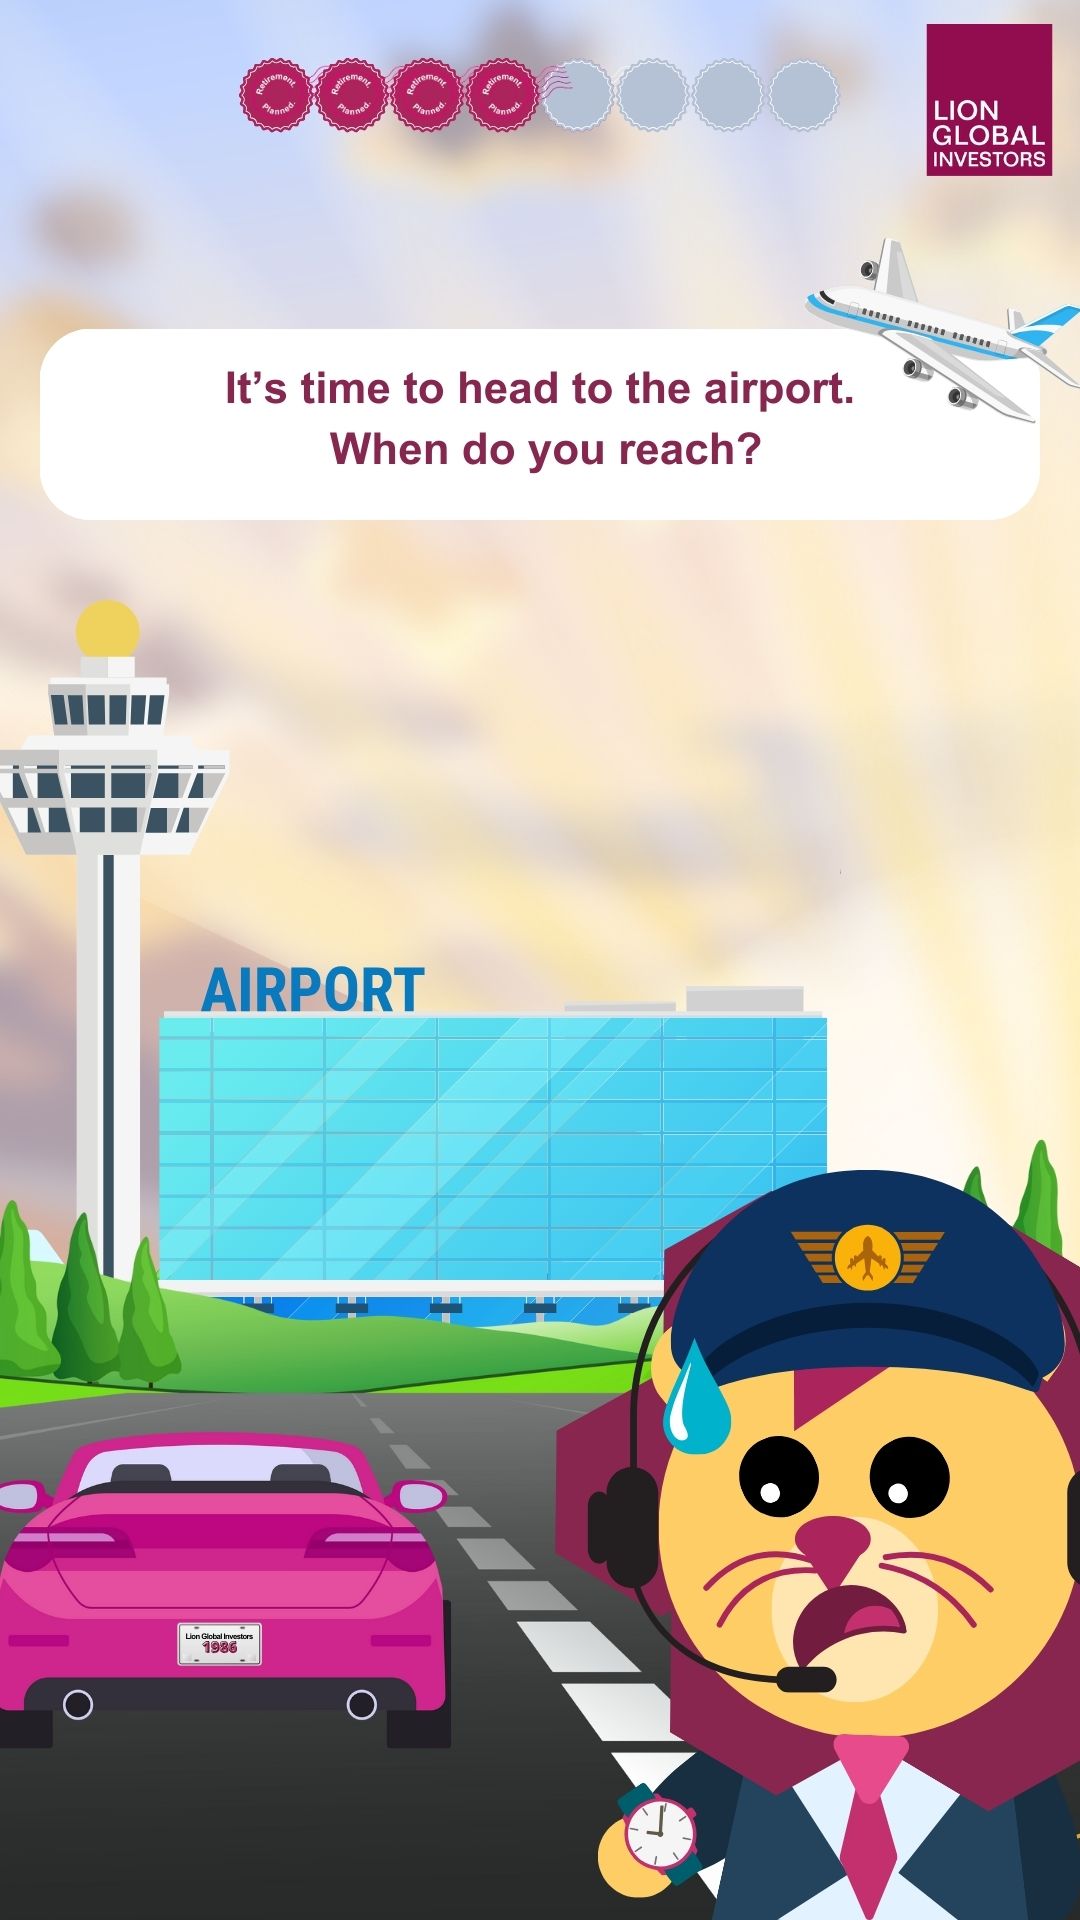 Retirement.
Planned.
Retirement.
Planned.
Retirement.
Planned.
Retirement.
Planned.
LION
GLOBAL
INVESTORS
It’s time to head to the airport.
When do you reach?
AIRPORT
Lion Global Investors
1986